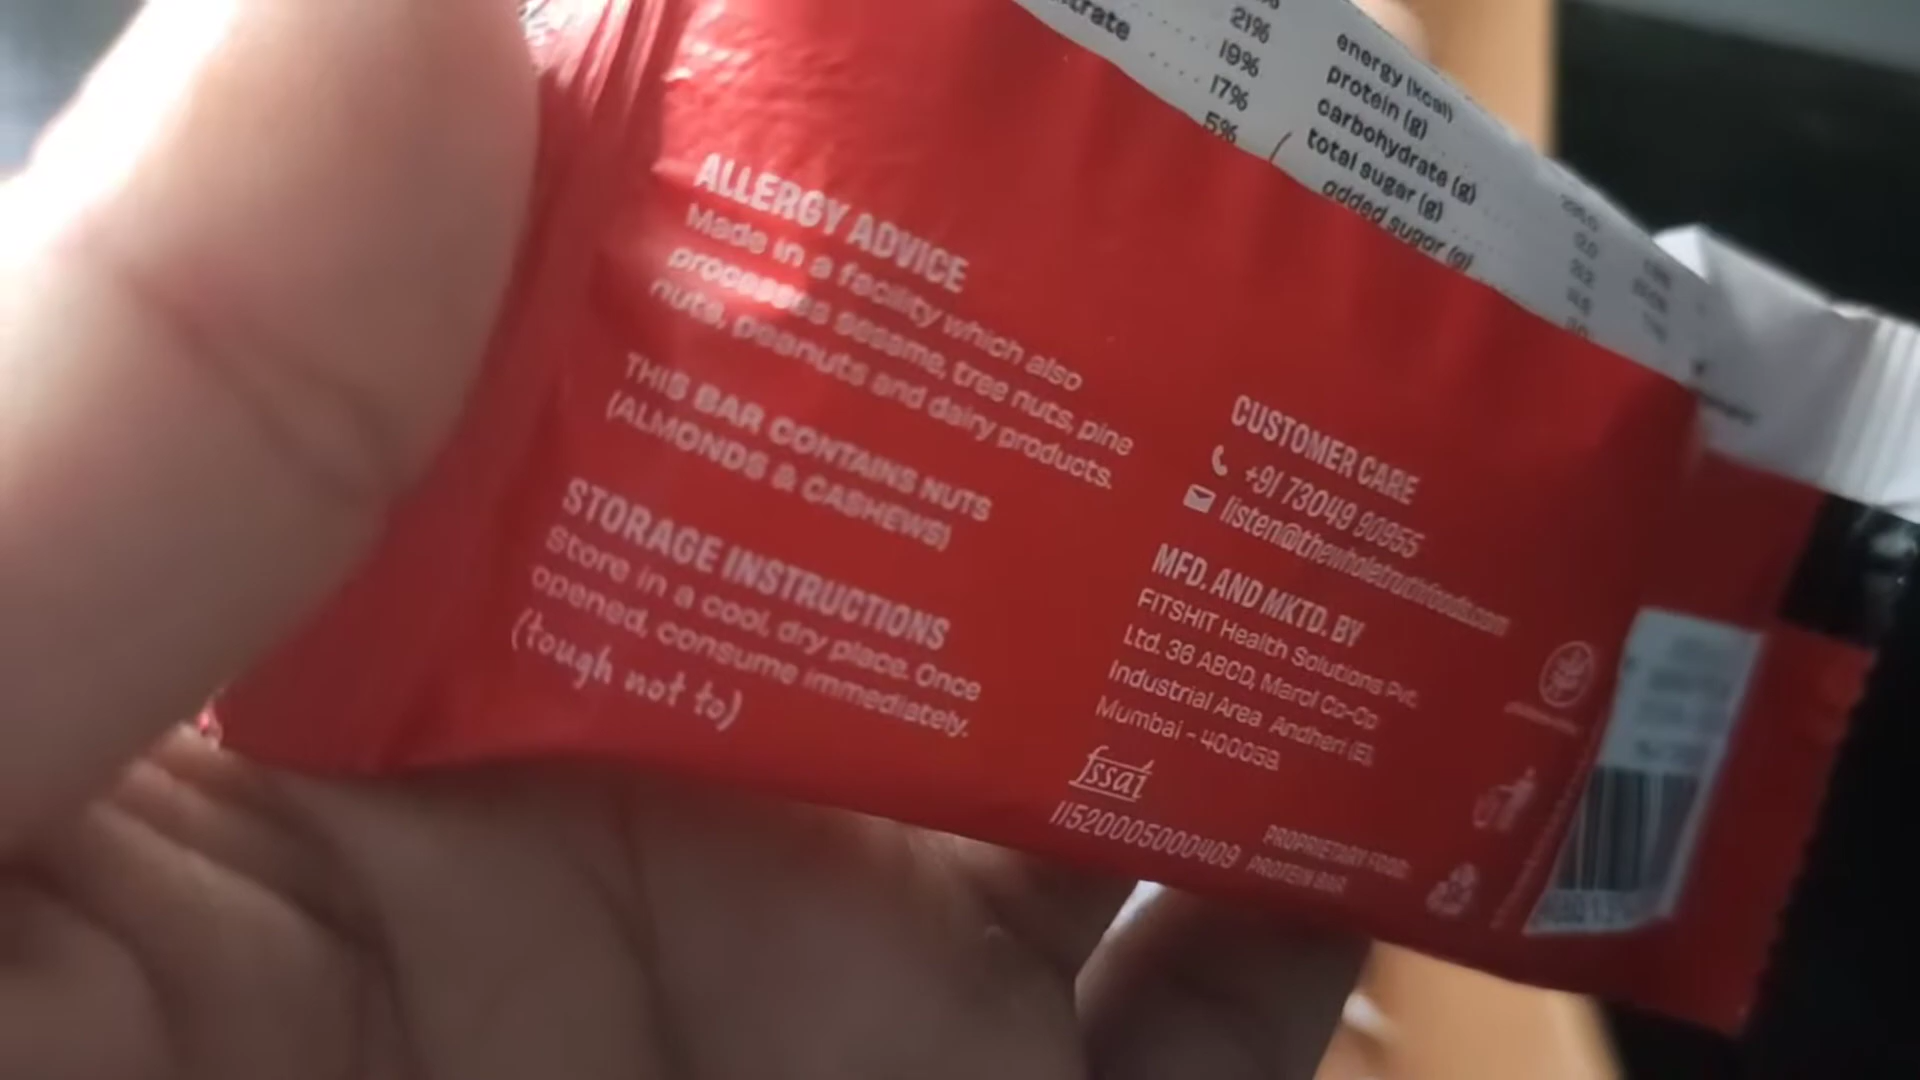 21%
19%
17%
5%
energy (kcal)
protein (g)
carbohydrate (g)
total sugar (g)
added sugar (g)
ALLERGY ADVICE
Made in a facility which also
processes sesame, tree nuts, pine
nuts, peanuts and dairy products.
THIS BAR CONTAINS NUTS
(ALMONDS & CASHEWS)
STORAGE INSTRUCTIONS
Store in a cool, dry place. Once
opened, consume immediately.
(tough not to)
CUSTOMER CARE
+91 73049 90955
listen@thewholetruthfoods.com
MFD. AND MKTD. BY
FITSHIT Health Solutions Pvt.
Ltd. 36 ABCD, Marol Co-Op
Industrial Area Andheri (E),
Mumbai - 400059.
fssai
11520005000409
PROPRIETARY FOOD:
PROTEIN BAR